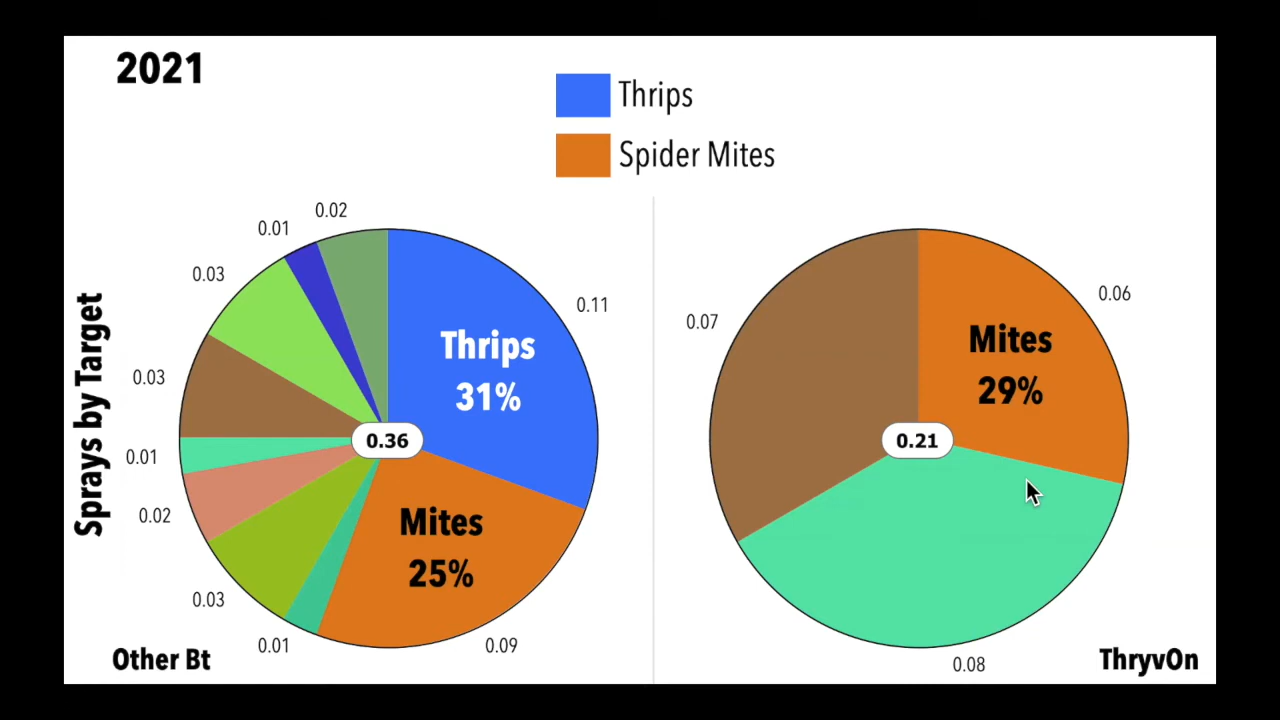 2021
Thrips
Spider Mites
Sprays by Target
0.02
0.01
0.03
0.03
0.01
0.02
0.03
0.01
0.09
0.11
Thrips
31%
0.36
Mites
25%
Other Bt
0.07
0.06
Mites
29%
0.21
0.08
ThryvOn